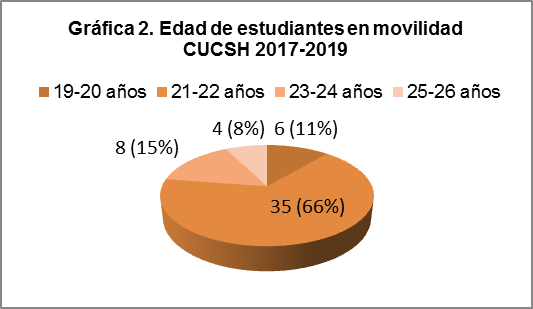 Gráfica 2. Edad de estudiantes en movilidad
CUCSH 2017-2019
19-20 años 21-22 años 23-24 años 25-26 años
4 (8%) 6 (11%)
8 (15%)
35 (66%)